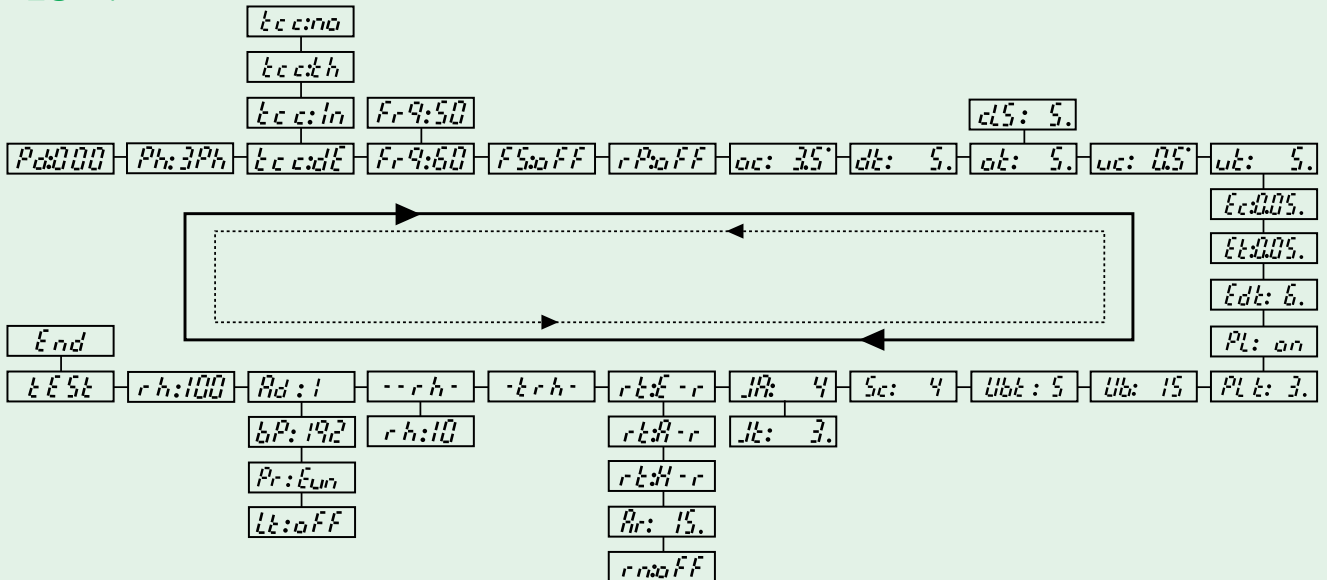 tcc:no
tcc:th
tcc:In Frq:50
dLS: 5.
Pd:000 Ph:3Ph tcc:dE Frq:60 FS:oFF rP:oFF oc: 3.5° dt: 5. ot: 5. uc: 0.5° ut: 5.
Ec:0.05.
Et:0.05.
Edt: 6.
End
PL: on
tESt rh:100 Ad:1 --rh- -trh- rt:E-r JA: 4 Sc: 4 Ubt:5 Ub: 15 PLt: 3.
bP:192 rh:10 rt:A-r Jt: 3.
Pr:Eun rt:H-r
Lt:oFF Ar: 15.
rn:oFF